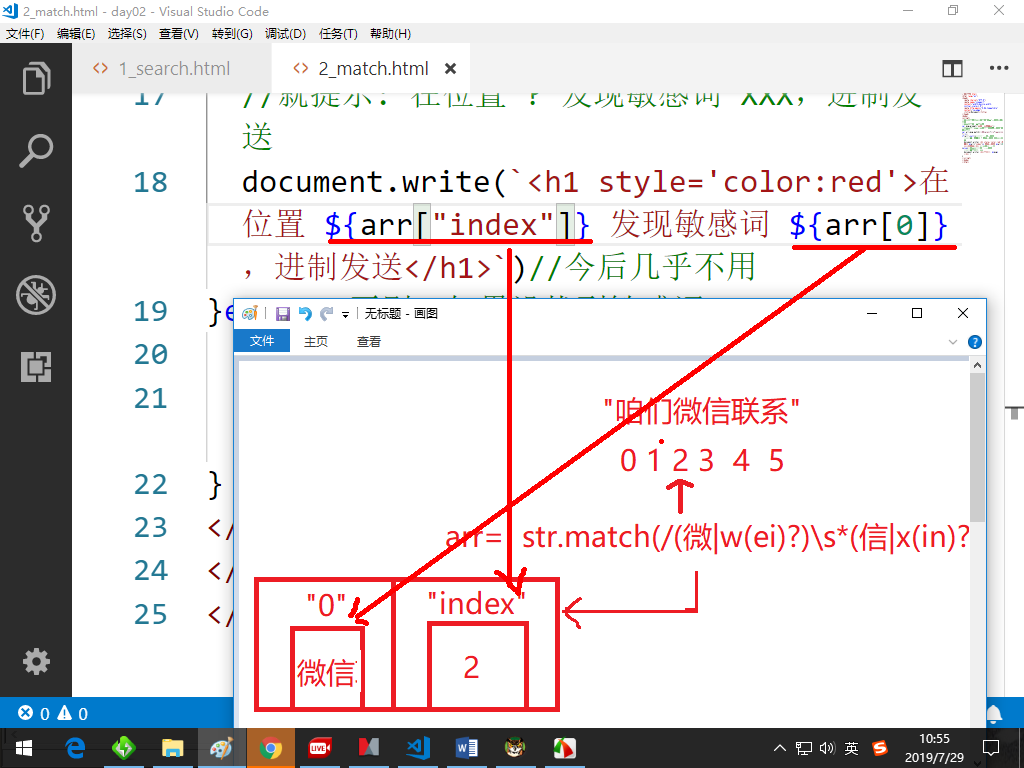 2_match.html - day02 - Visual Studio Code
文件(F) 编辑(E) 选择(S) 查看(V) 转到(G) 调试(D) 任务(T) 帮助(H)
<> 1_search.html <> 2_match.html ×
17 //就提示: 在位置 ? 发现敏感词 XXX, 进制发
送
18 document.write(`<h1 style='color:red'>在
位置 ${arr["index"]} 发现敏感词 ${arr[0]}
, 进制发送</h1>`)//今后几乎不用
19 }e
20
21
22 }
23 </
24 </
25 </
无标题 - 画图
文件 主页 查看
"咱们微信联系"
0 1 2 3 4 5
arr= str.match(/(微|w(ei)?)\s*(信|x(in)?
"0" "index"
微信 2
0 0
LIVE
英
10:55
2019/7/29